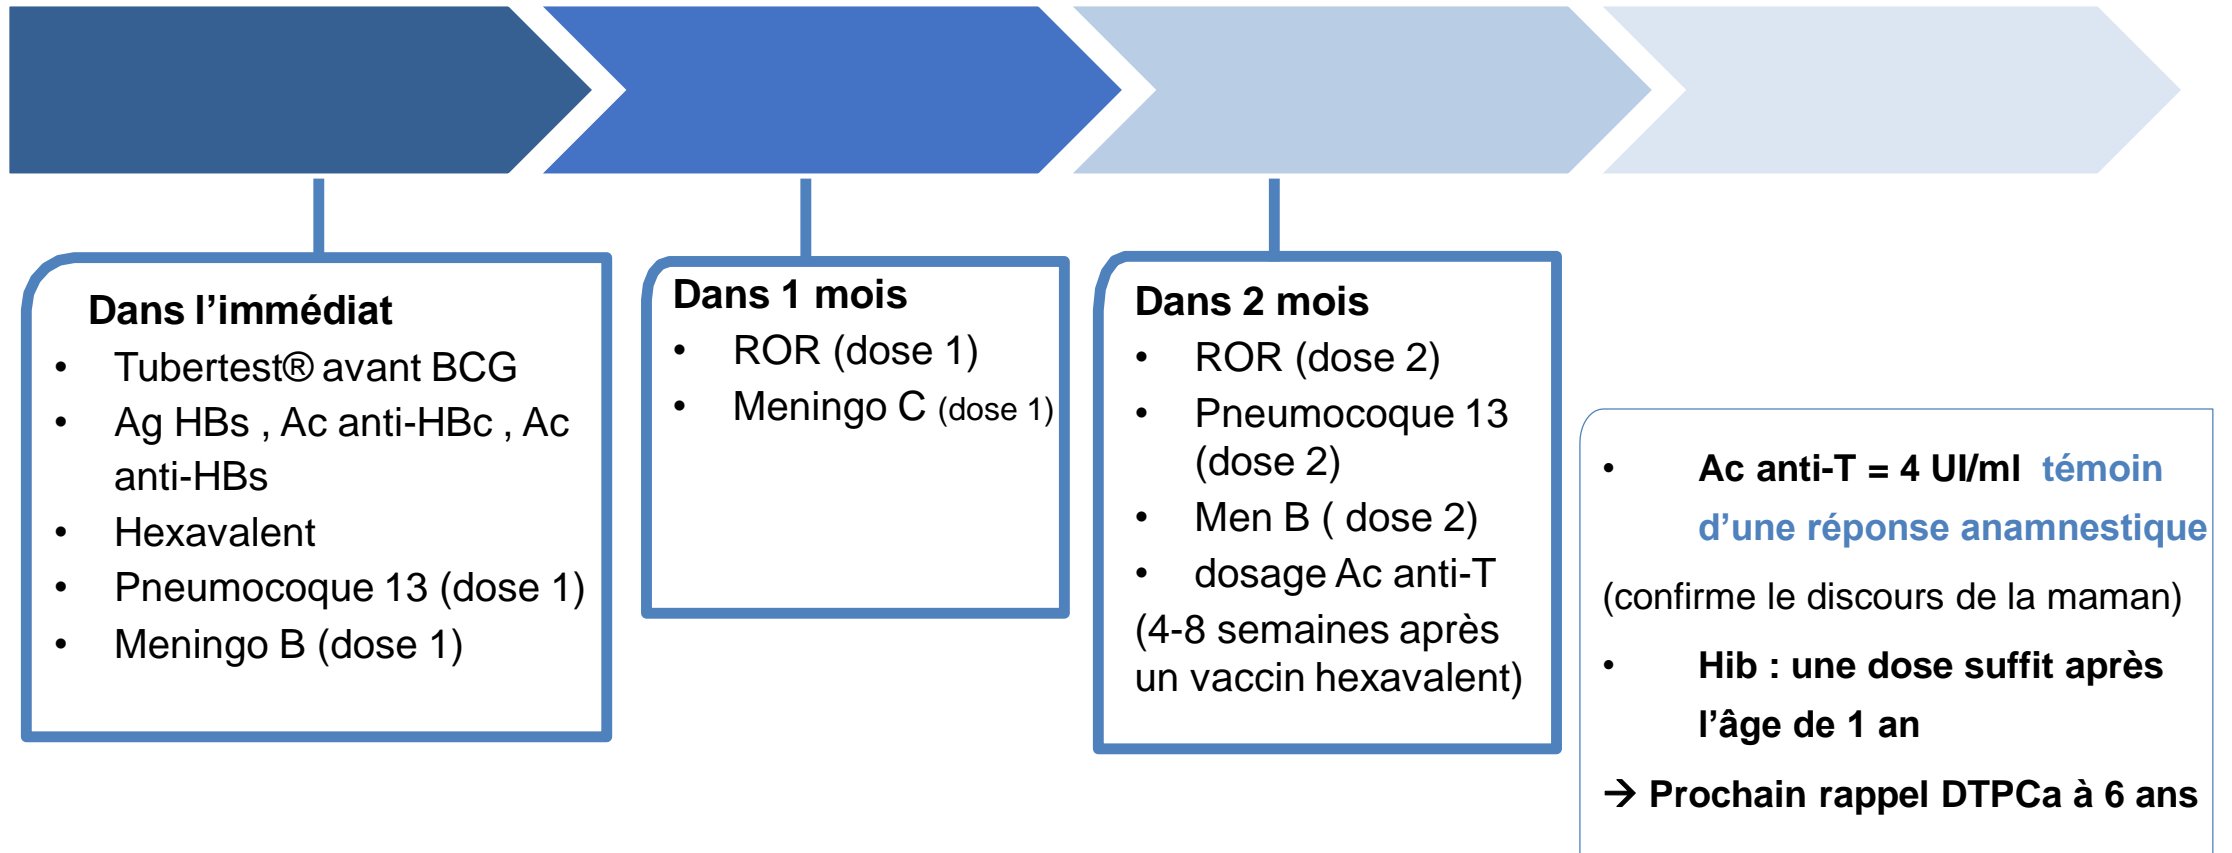 Dans l’immédiat
• Tubertest® avant BCG
• Ag HBs , Ac anti-HBc , Ac
anti-HBs
• Hexavalent
• Pneumocoque 13 (dose 1)
• Meningo B (dose 1)
Dans 1 mois
• ROR (dose 1)
• Meningo C (dose 1)
Dans 2 mois
• ROR (dose 2)
• Pneumocoque 13
(dose 2)
• Men B ( dose 2)
• dosage Ac anti-T
(4-8 semaines après
un vaccin hexavalent)
• Ac anti-T = 4 UI/ml témoin
d’une réponse anamnestique
(confirme le discours de la maman)
• Hib : une dose suffit après
l’âge de 1 an
→ Prochain rappel DTPCa à 6 ans